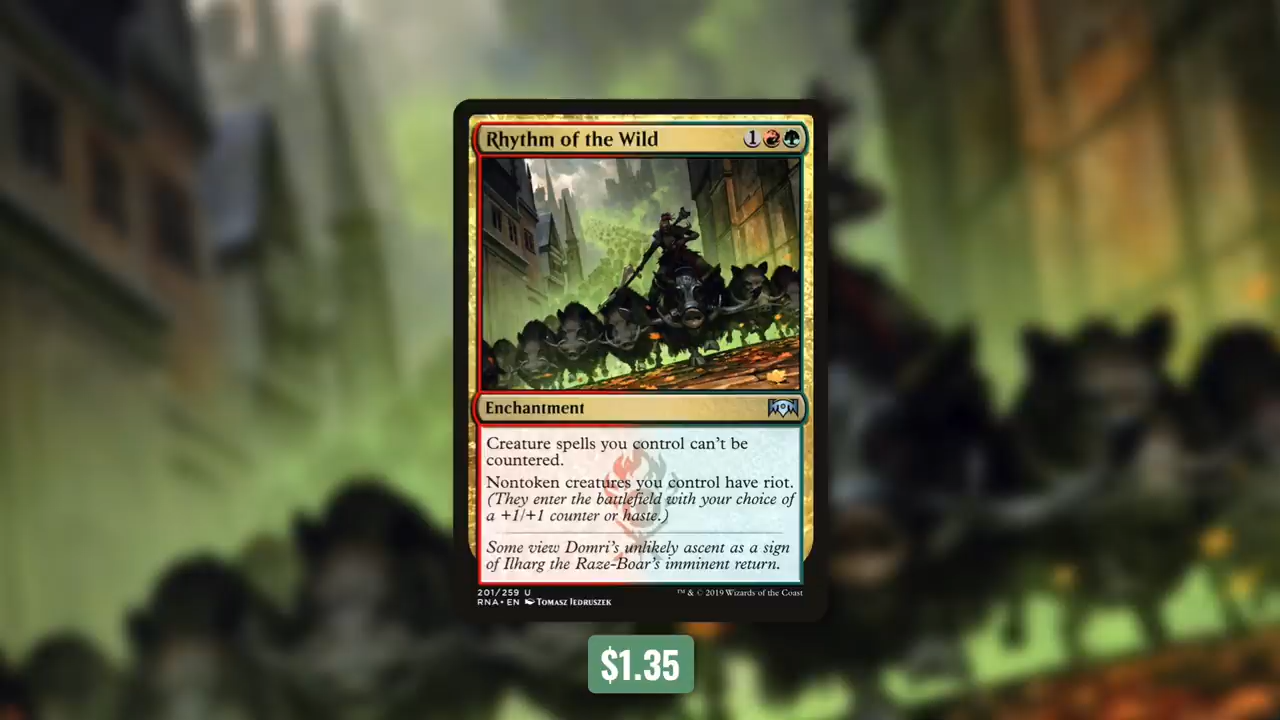 Rhythm of the Wild 1
Enchantment
Creature spells you control can't be
countered.
Nontoken creatures you control have riot.
(They enter the battlefield with your choice of
a +1/+1 counter or haste.)
Some view Domri's unlikely ascent as a sign
of Ilharg the Raze-Boar's imminent return.
201/259 U
RNA • EN Tomasz Jedruszek
™ & © 2019 Wizards of the Coast
$1.35